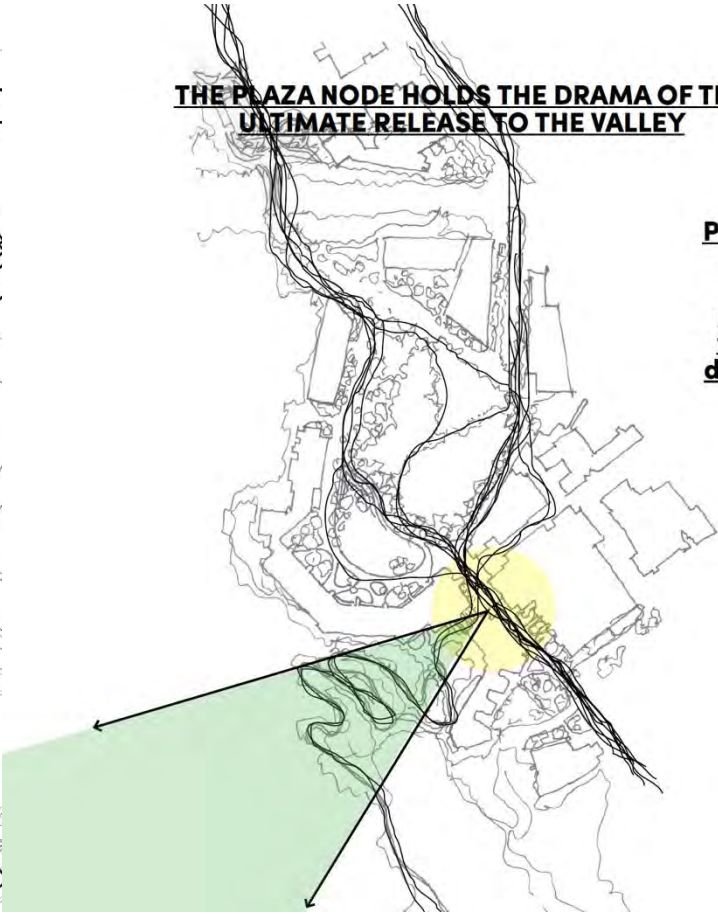 THE PLAZA NODE HOLDS THE DRAMA OF
ULTIMATE RELEASE TO THE VALLEY